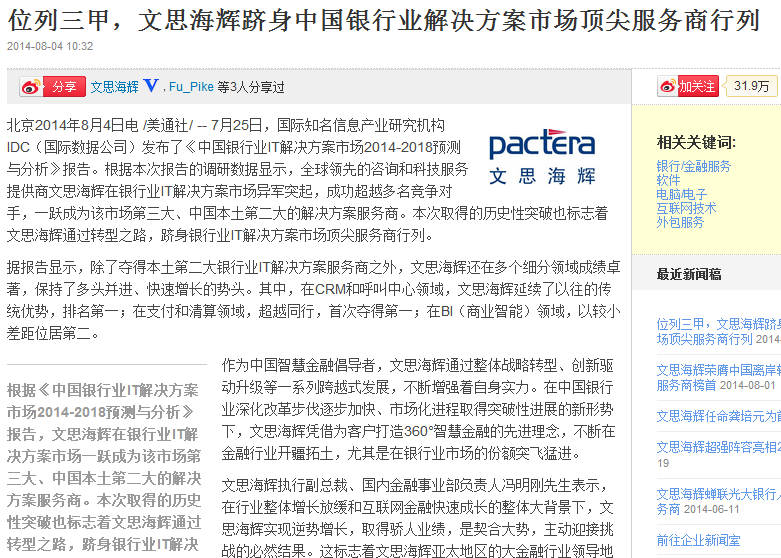 位列三甲，文思海辉跻身中国银行业解决方案市场顶尖服务商行列
2014-08-04 10:32
分享 文思海辉 V , Fu_Pike 等3人分享过
加关注 31.9万
北京2014年8月4日电 /美通社/ -- 7月25日，国际知名信息产业研究机构
IDC（国际数据公司）发布了《中国银行业IT解决方案市场2014-2018预测
与分析》报告。根据本次报告的调研数据显示，全球领先的咨询和科技服务
提供商文思海辉在银行业IT解决方案市场异军突起，成功超越多名竞争对
手，一跃成为该市场第三大、中国本土第二大的解决方案服务商。本次取得的历史性突破也标志着
文思海辉通过转型之路，跻身银行业IT解决方案市场顶尖服务商行列。
pactera
文思海辉
据报告显示，除了夺得本土第二大银行业IT解决方案服务商之外，文思海辉还在多个细分领域成绩卓
著，保持了多头并进、快速增长的势头。其中，在CRM和呼叫中心领域，文思海辉延续了以往的传
统优势，排名第一；在支付和清算领域，超越同行，首次夺得第一；在BI（商业智能）领域，以较小
差距位居第二。
根据《中国银行业IT解决方案
市场2014-2018预测与分析》
报告，文思海辉在银行业IT解
决方案市场一跃成为该市场第
三大、中国本土第二大的解决
方案服务商。本次取得的历史
性突破也标志着文思海辉通过
转型之路，跻身银行业IT解决
作为中国智慧金融倡导者，文思海辉通过整体战略转型、创新驱
动升级等一系列跨越式发展，不断增强着自身实力。在中国银行
业深化改革步伐逐步加快、市场化进程取得突破性进展的新形势
下，文思海辉凭借为客户打造360°智慧金融的先进理念，不断在
金融行业开疆拓土，尤其是在银行业市场的份额突飞猛进。
文思海辉执行副总裁、国内金融事业部负责人冯明刚先生表示，
在行业整体增长放缓和互联网金融快速成长的整体大背景下，文
思海辉实现逆势增长，取得骄人业绩，是契合大势，主动迎接挑
战的必然结果。这标志着文思海辉亚太地区的大金融行业领导地
相关关键词:
银行/金融服务
软件
电脑/电子
互联网技术
外包服务
最近新闻稿
位列三甲，文思海辉跻
场顶尖服务商行列 2014
文思海辉荣膺中国离岸
服务商榜首 2014-08-01
文思海辉任命龚培元为
文思海辉超强阵容亮相2
19
文思海辉蝉联光大银行
务商 2014-06-11
前往企业新闻室